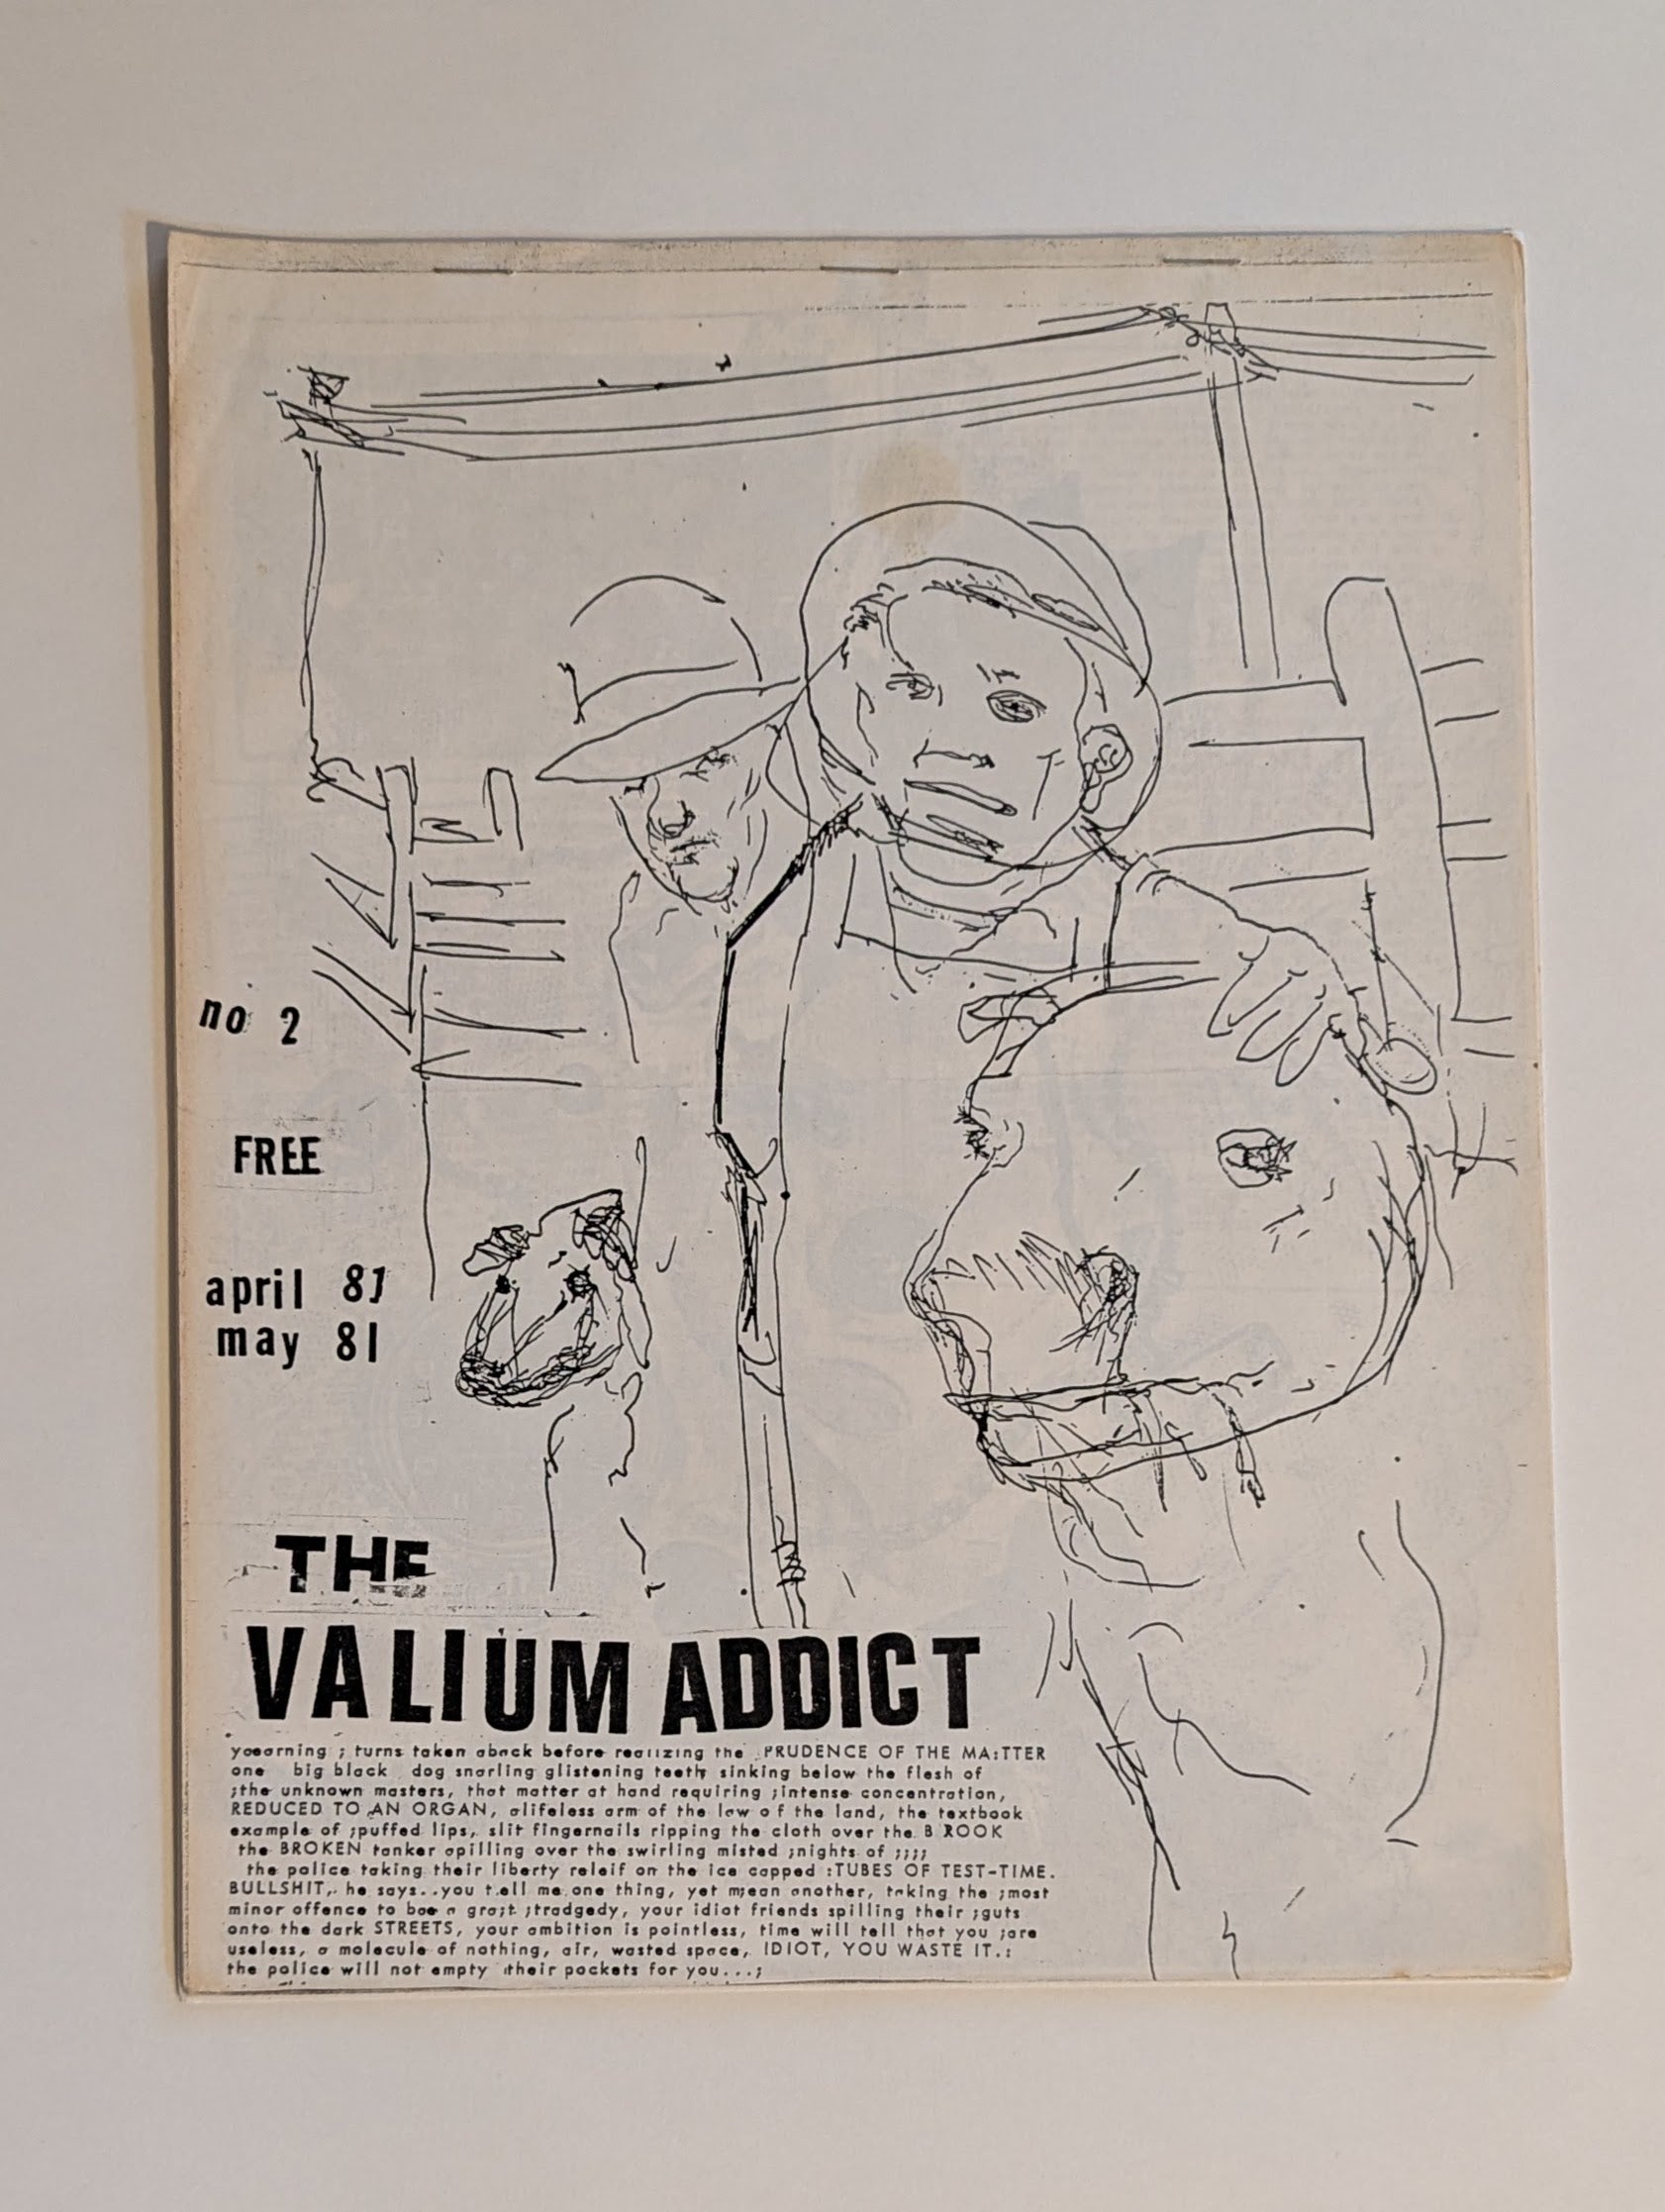 no 2
FREE
april 81
may 81
THE
VALIUM ADDICT
yoearning ; turns taken aback before realizing the PRUDENCE OF THE MA:TTER
one big black dog snarling glistening teeth sinking below the flesh of
;the unknown masters, that matter at hand requiring ;intense concentration,
REDUCED TO AN ORGAN, alifeless arm of the law of the land, the textbook
example of ;puffed lips, slit fingernails ripping the cloth over the B ROOK
the BROKEN tanker spilling over the swirling misted ;nights of ;;;;
the police taking their liberty releif on the ice capped :TUBES OF TEST-TIME.
BULLSHIT,. he says..you tell me one thing, yet m;ean another, taking the ;most
minor offence to boe a gra;t ;tradgedy, your idiot friends spilling their ;guts
onto the dark STREETS, your ambition is pointless, time will tell that you ;are
useless, a molecule of nothing, air, wasted space, IDIOT, YOU WASTE IT.:
the police will not empty their pockets for you...;